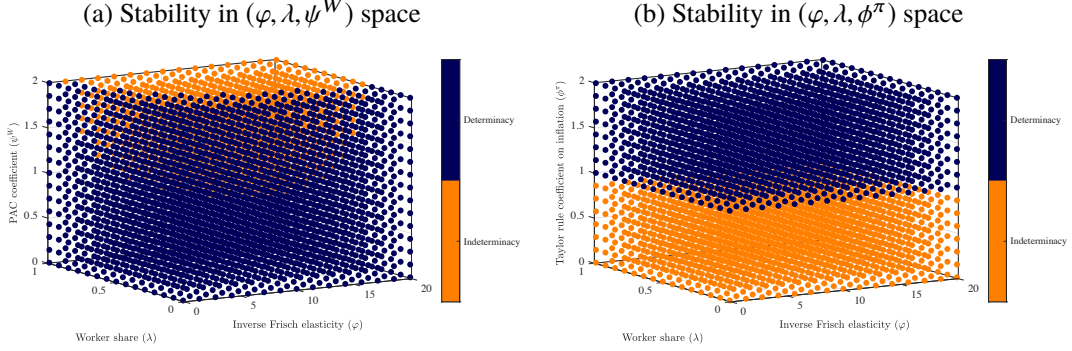 (a) Stability in (φ, λ, ψ^W) space
2
1.5
1
0.5
0
PAC coefficient (ψ^W)
1
0.5
0
Worker share (λ)
0
5
10
15
20
Inverse Frisch elasticity (φ)
Determinacy
Indeterminacy
(b) Stability in (φ, λ, ϕ^π) space
2
1.5
1
0.5
0
Taylor rule coefficient on inflation (ϕ^π)
1
0.5
0
Worker share (λ)
0
5
10
15
20
Inverse Frisch elasticity (φ)
Determinacy
Indeterminacy